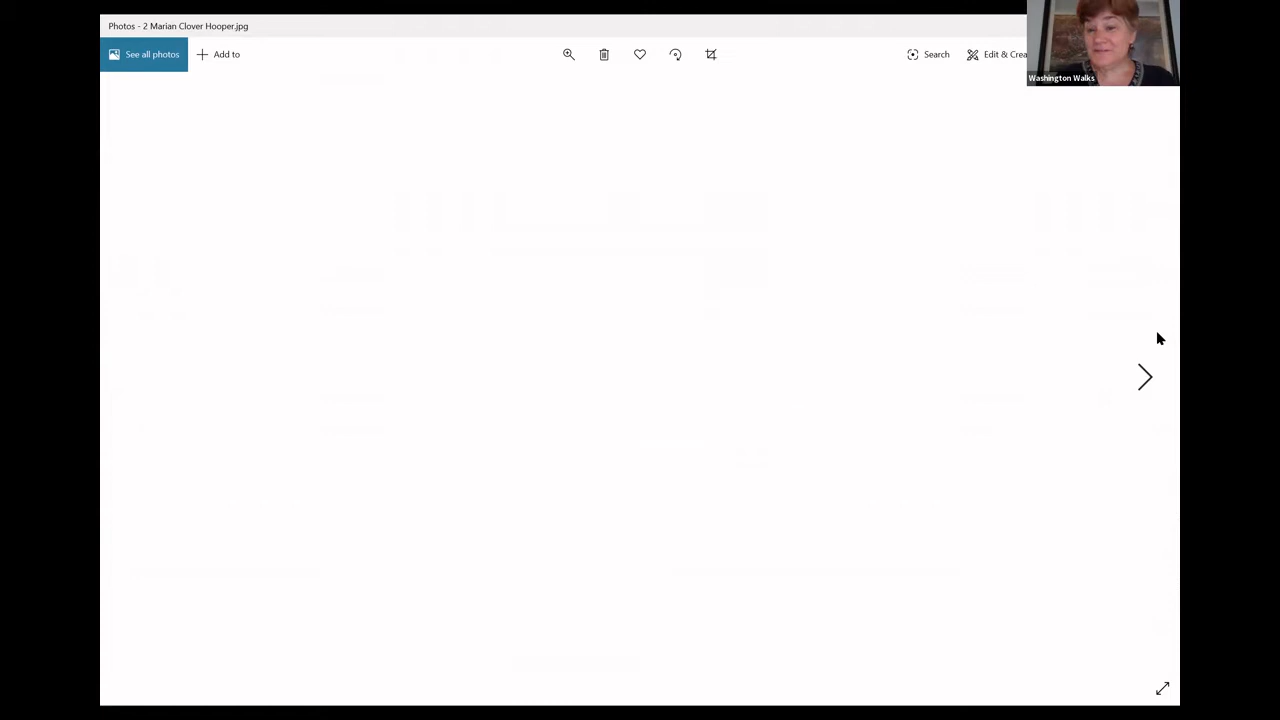 Photos - 2 Marian Clover Hooper.jpg
See all photos
Add to
Search
Edit & Crea
Washington Walks